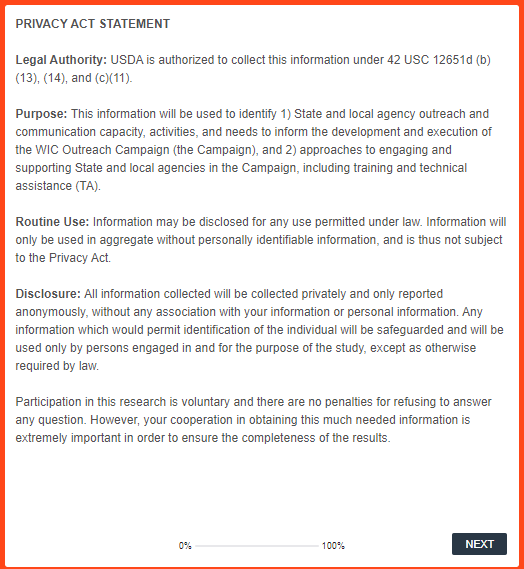 PRIVACY ACT STATEMENT
Legal Authority: USDA is authorized to collect this information under 42 USC 12651d (b)
(13), (14), and (c)(11).
Purpose: This information will be used to identify 1) State and local agency outreach and
communication capacity, activities, and needs to inform the development and execution of
the WIC Outreach Campaign (the Campaign), and 2) approaches to engaging and
supporting State and local agencies in the Campaign, including training and technical
assistance (TA).
Routine Use: Information may be disclosed for any use permitted under law. Information will
only be used in aggregate without personally identifiable information, and is thus not subject
to the Privacy Act.
Disclosure: All information collected will be collected privately and only reported
anonymously, without any association with your information or personal information. Any
information which would permit identification of the individual will be safeguarded and will be
used only by persons engaged in and for the purpose of the study, except as otherwise
required by law.
Participation in this research is voluntary and there are no penalties for refusing to answer
any question. However, your cooperation in obtaining this much needed information is
extremely important in order to ensure the completeness of the results.
0% 100%
NEXT